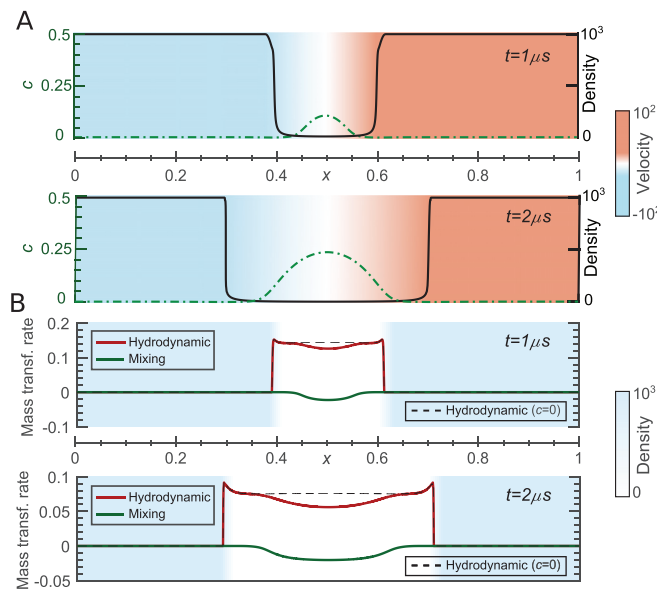 A
0.5
0.25
0
c
t=1μs
10³
0
Density
0
0.2
0.4
0.6
0.8
1
x
10²
-10²
Velocity
0.5
0.25
0
c
t=2μs
10³
0
Density
B
0.2
0.1
0
-0.1
Mass transf. rate
Hydrodynamic
Mixing
t=1μs
Hydrodynamic (c=0)
0
0.2
0.4
0.6
0.8
1
x
10³
0
Density
0.1
0.05
0
-0.05
Mass transf. rate
Hydrodynamic
Mixing
t=2μs
Hydrodynamic (c=0)